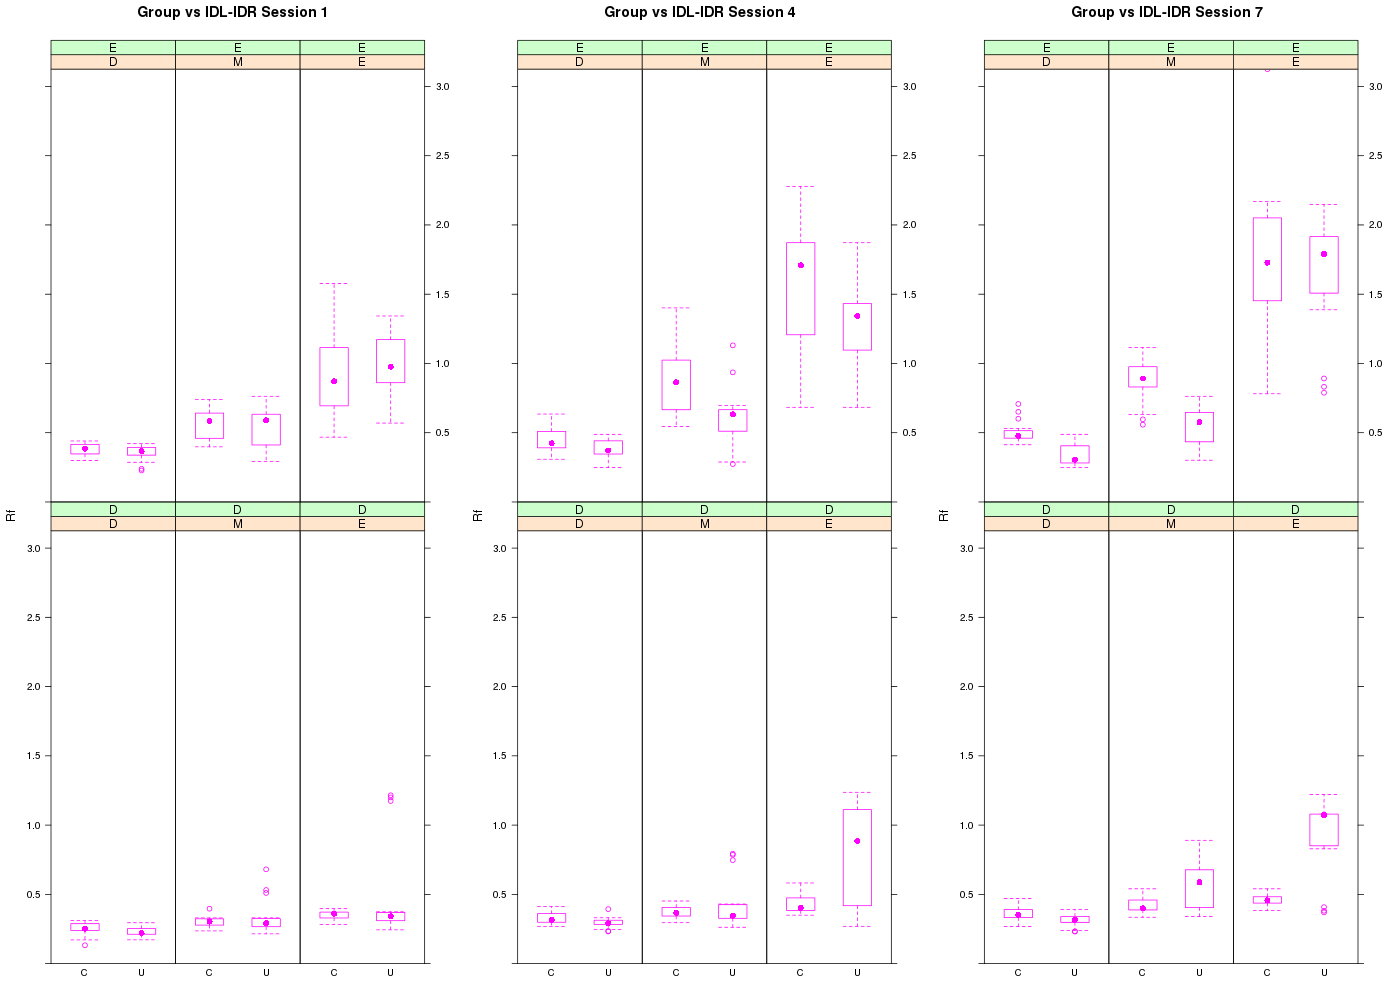 Group vs IDL-IDR Session 1 Group vs IDL-IDR Session 4 Group vs IDL-IDR Session 7
E E E E E E E E E
D M E D M E D M E
3.0 3.0 3.0
2.5 2.5 2.5
2.0 2.0 2.0
1.5 1.5 1.5
1.0 1.0 1.0
0.5 0.5 0.5
Rf Rf Rf
D D D D D D D D D
D M E D M E D M E
3.0 3.0 3.0
2.5 2.5 2.5
2.0 2.0 2.0
1.5 1.5 1.5
1.0 1.0 1.0
0.5 0.5 0.5
C U C U C U C U C U C U C U C U C U